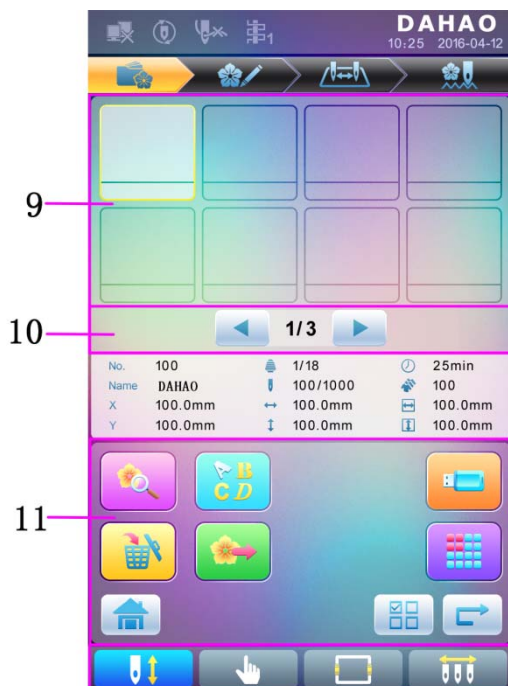 DAHAO
1
10:25 2016-04-12
9
10
1/3
No. 100 1/18 25min
Name DAHAO 100/1000 100
X 100.0mm 100.0mm 100.0mm
Y 100.0mm 100.0mm 100.0mm
A B
C D
11